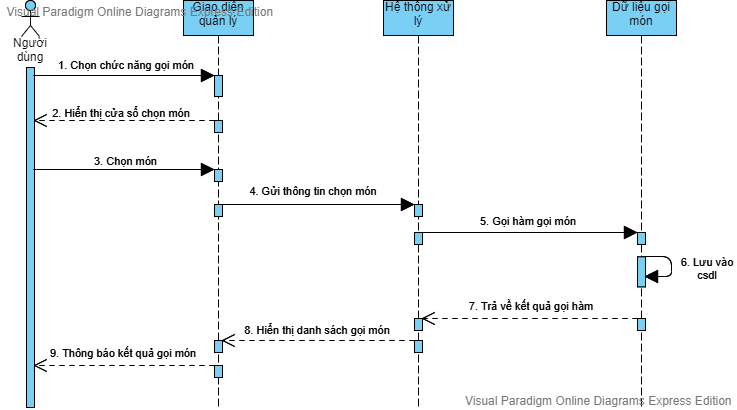 Visual Paradigm Online Diagrams Express Edition
Giao diện
quản lý
Hệ thống xử
lý
Dữ liệu gọi
món
Người
dùng
1. Chọn chức năng gọi món
2. Hiển thị cửa sổ chọn món
3. Chọn món
4. Gửi thông tin chọn món
5. Gọi hàm gọi món
6. Lưu vào
csdl
7. Trả về kết quả gọi hàm
8. Hiển thị danh sách gọi món
9. Thông báo kết quả gọi món
Visual Paradigm Online Diagrams Express Edition